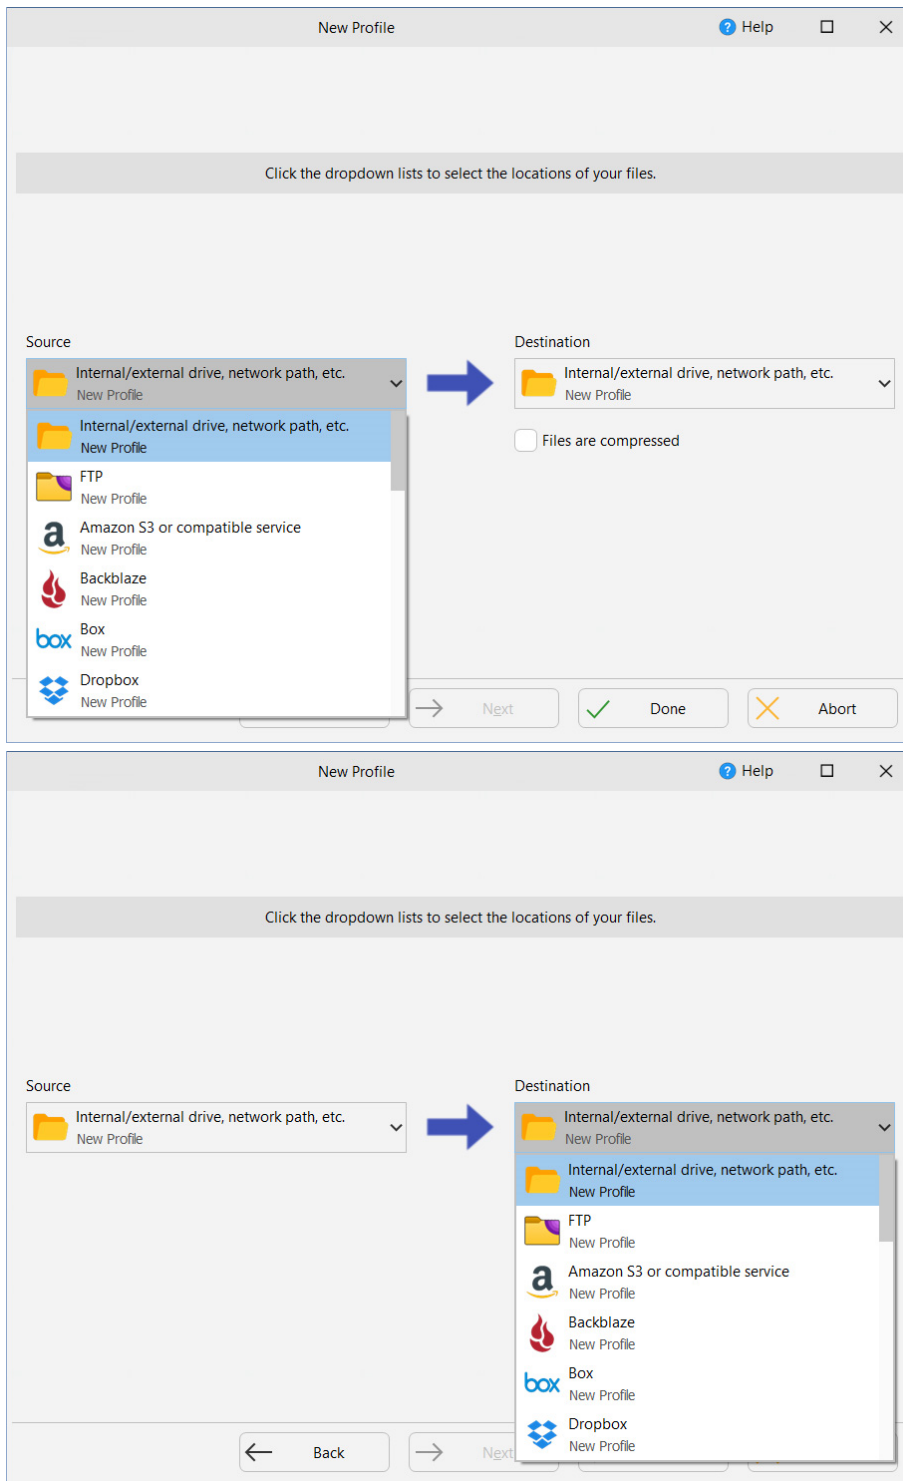 New Profile
Help
Click the dropdown lists to select the locations of your files.
Source
Destination
Internal/external drive, network path, etc.
New Profile
Internal/external drive, network path, etc.
New Profile
Internal/external drive, network path, etc.
New Profile
FTP
New Profile
a
Amazon S3 or compatible service
New Profile
Backblaze
New Profile
box
Box
New Profile
Dropbox
New Profile
Files are compressed
Next
Done
Abort
New Profile
Help
Click the dropdown lists to select the locations of your files.
Source
Destination
Internal/external drive, network path, etc.
New Profile
Internal/external drive, network path, etc.
New Profile
Internal/external drive, network path, etc.
New Profile
FTP
New Profile
a
Amazon S3 or compatible service
New Profile
Backblaze
New Profile
box
Box
New Profile
Dropbox
New Profile
Back
Next